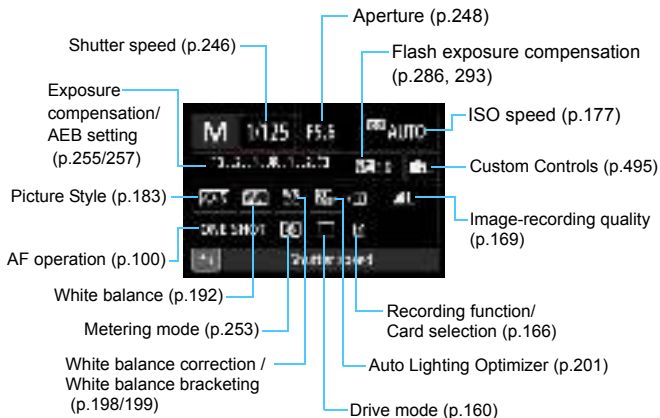 Aperture (p.248)
Shutter speed (p.246)
Flash exposure compensation
(p.286, 293)
Exposure
compensation/
AEB setting
(p.255/257)
ISO speed (p.177)
M 1/125 F5.6 ISO AUTO
Custom Controls (p.495)
Picture Style (p.183)
Image-recording quality
(p.169)
ONE SHOT
AF operation (p.100)
Shutter speed
White balance (p.192)
Recording function/
Card selection (p.166)
Metering mode (p.253)
White balance correction /
White balance bracketing
(p.198/199)
Auto Lighting Optimizer (p.201)
Drive mode (p.160)